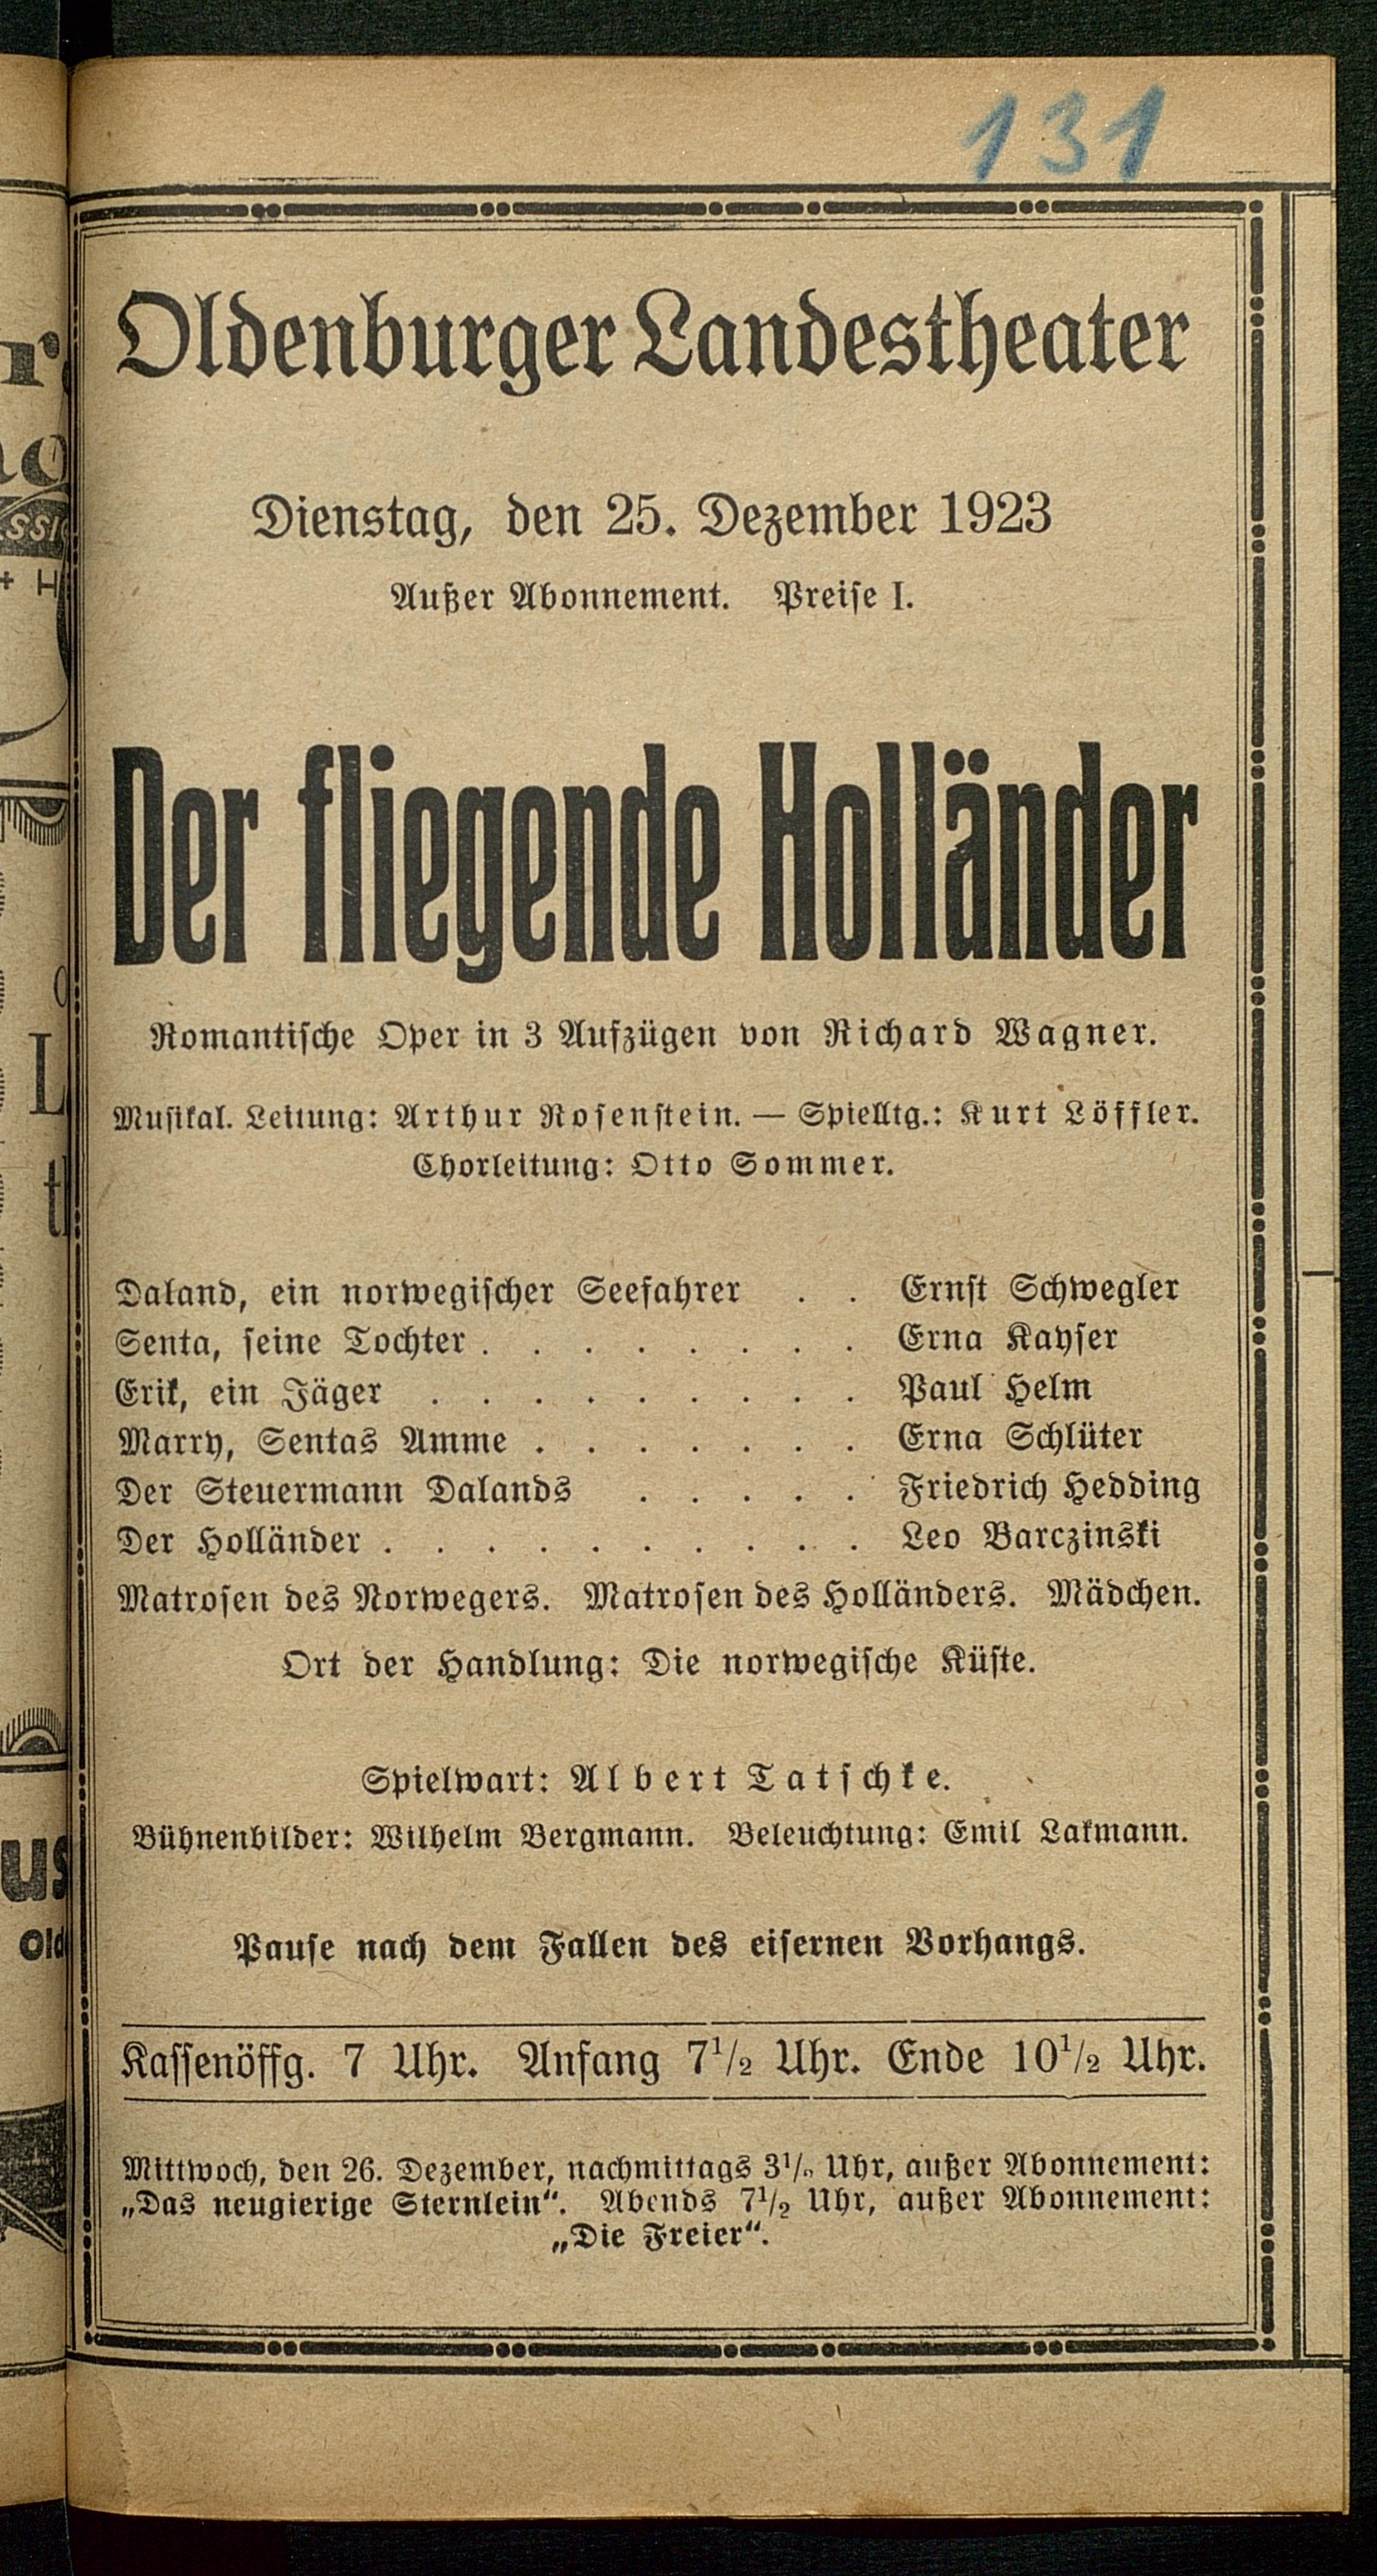 131
Oldenburger Landestheater
Dienstag, den 25. Dezember 1923
Außer Abonnement. Preise I.
Der fliegende Holländer
Romantische Oper in 3 Aufzügen von Richard Wagner.
Musikal. Leitung: Arthur Rosenstein. — Spielltg.: Kurt Löffler.
Chorleitung: Otto Sommer.
Daland, ein norwegischer Seefahrer . . Ernst Schwegler
Senta, seine Tochter . . . . . . . . Erna Kayser
Erik, ein Jäger . . . . . . . . . Paul Helm
Marry, Sentas Amme . . . . . . . Erna Schlüter
Der Steuermann Dalands . . . . . Friedrich Hedding
Der Holländer . . . . . . . . . . Leo Barczinski
Matrosen des Norwegers. Matrosen des Holländers. Mädchen.
Ort der Handlung: Die norwegische Küste.
Spielwart: Albert Tatschke.
Bühnenbilder: Wilhelm Bergmann. Beleuchtung: Emil Lakmann.
Pause nach dem Fallen des eisernen Vorhangs.
Kassenöffg. 7 Uhr. Anfang 7½ Uhr. Ende 10½ Uhr.
Mittwoch, den 26. Dezember, nachmittags 3½ Uhr, außer Abonnement:
„Das neugierige Sternlein“. Abends 7½ Uhr, außer Abonnement:
„Die Freier“.